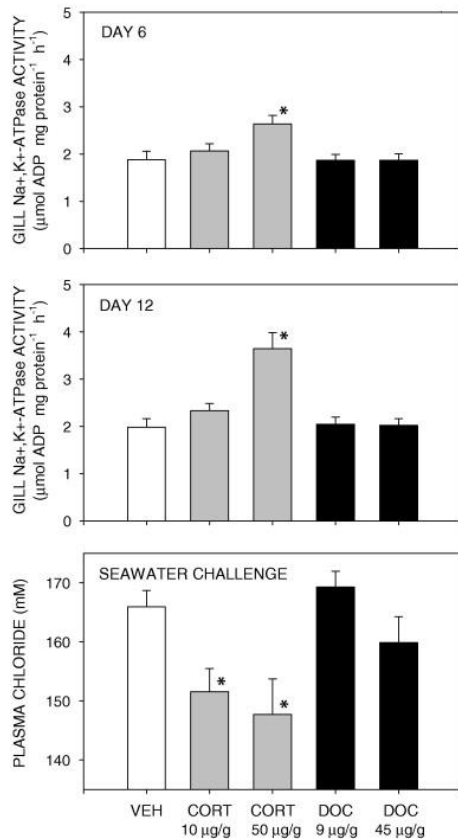 DAY 6
GILL Na+,K+-ATPase ACTIVITY
(µmol ADP mg protein⁻¹ h⁻¹)
5
4
3
2
1
0
*
DAY 12
GILL Na+,K+-ATPase ACTIVITY
(µmol ADP mg protein⁻¹ h⁻¹)
5
4
3
2
1
0
*
SEAWATER CHALLENGE
PLASMA CHLORIDE (mM)
170
160
150
140
*
*
VEH CORT CORT DOC DOC
10 µg/g 50 µg/g 9 µg/g 45 µg/g